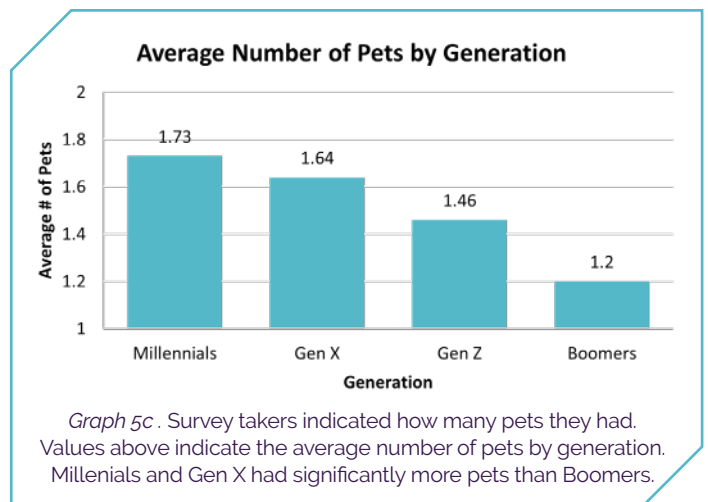 Average Number of Pets by Generation
2
1.8
1.6
1.4
1.2
1
Average # of Pets
1.73
1.64
1.46
1.2
Millennials
Gen X
Gen Z
Boomers
Generation
Graph 5c . Survey takers indicated how many pets they had.
Values above indicate the average number of pets by generation.
Millenials and Gen X had significantly more pets than Boomers.